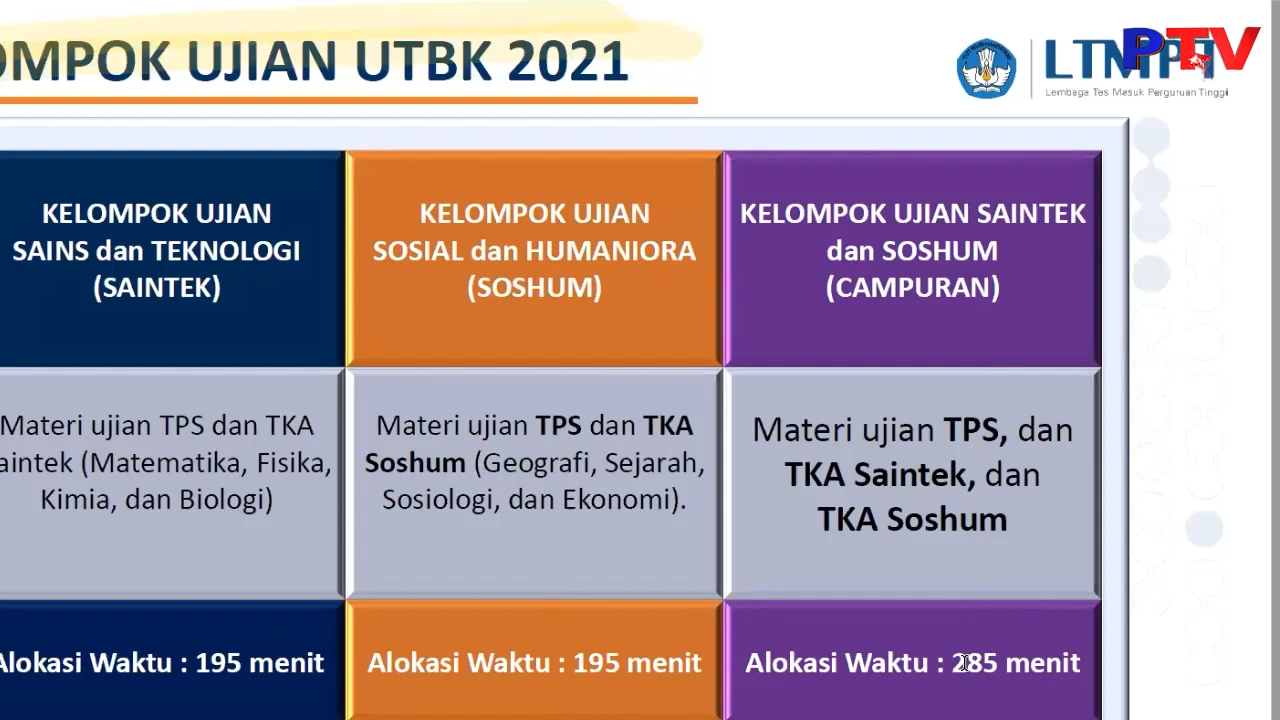 OMPOK UJIAN UTBK 2021
LTMPT
PTV
Lembaga Tes Masuk Perguruan Tinggi
KELOMPOK UJIAN
SAINS dan TEKNOLOGI
(SAINTEK)
KELOMPOK UJIAN
SOSIAL dan HUMANIORA
(SOSHUM)
KELOMPOK UJIAN SAINTEK
dan SOSHUM
(CAMPURAN)
Materi ujian TPS dan TKA
aintek (Matematika, Fisika,
Kimia, dan Biologi)
Materi ujian TPS dan TKA
Soshum (Geografi, Sejarah,
Sosiologi, dan Ekonomi).
Materi ujian TPS, dan
TKA Saintek, dan
TKA Soshum
Alokasi Waktu : 195 menit
Alokasi Waktu : 195 menit
Alokasi Waktu : 285 menit